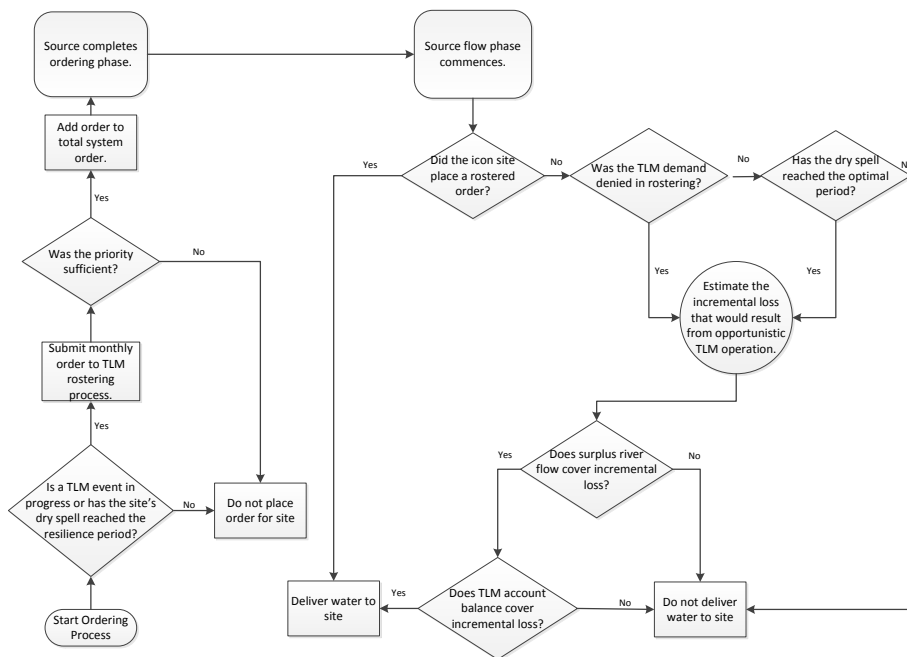 Source completes
ordering phase.
Source flow phase
commences.
Add order to
total system
order.
Yes
Did the icon site
place a rostered
order?
No
Was the TLM demand
denied in rostering?
No
Has the dry spell
reached the optimal
period?
Yes
Was the priority
sufficient?
No
Yes
Yes
Estimate the
incremental loss
that would result
from opportunistic
TLM operation.
Submit monthly
order to TLM
rostering
process.
Yes
Does surplus river
flow cover incremental
loss?
Yes
No
Is a TLM event in
progress or has the site's
dry spell reached the
resilience period?
No
Do not place
order for site
Deliver water to
site
Yes
Does TLM account
balance cover
incremental loss?
No
Do not deliver
water to site
Start Ordering
Process